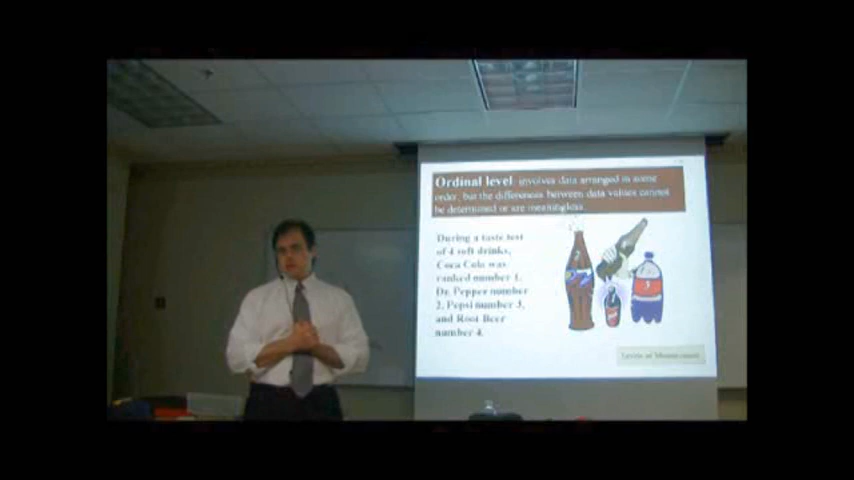 Ordinal level: involves data arranged in some
order, but the differences between data values cannot
be determined or are meaningless.
During a taste test
of 4 soft drinks,
Coca Cola was
ranked number 1,
Dr. Pepper number
2, Pepsi number 3,
and Root Beer
number 4.
Levels of Measurement